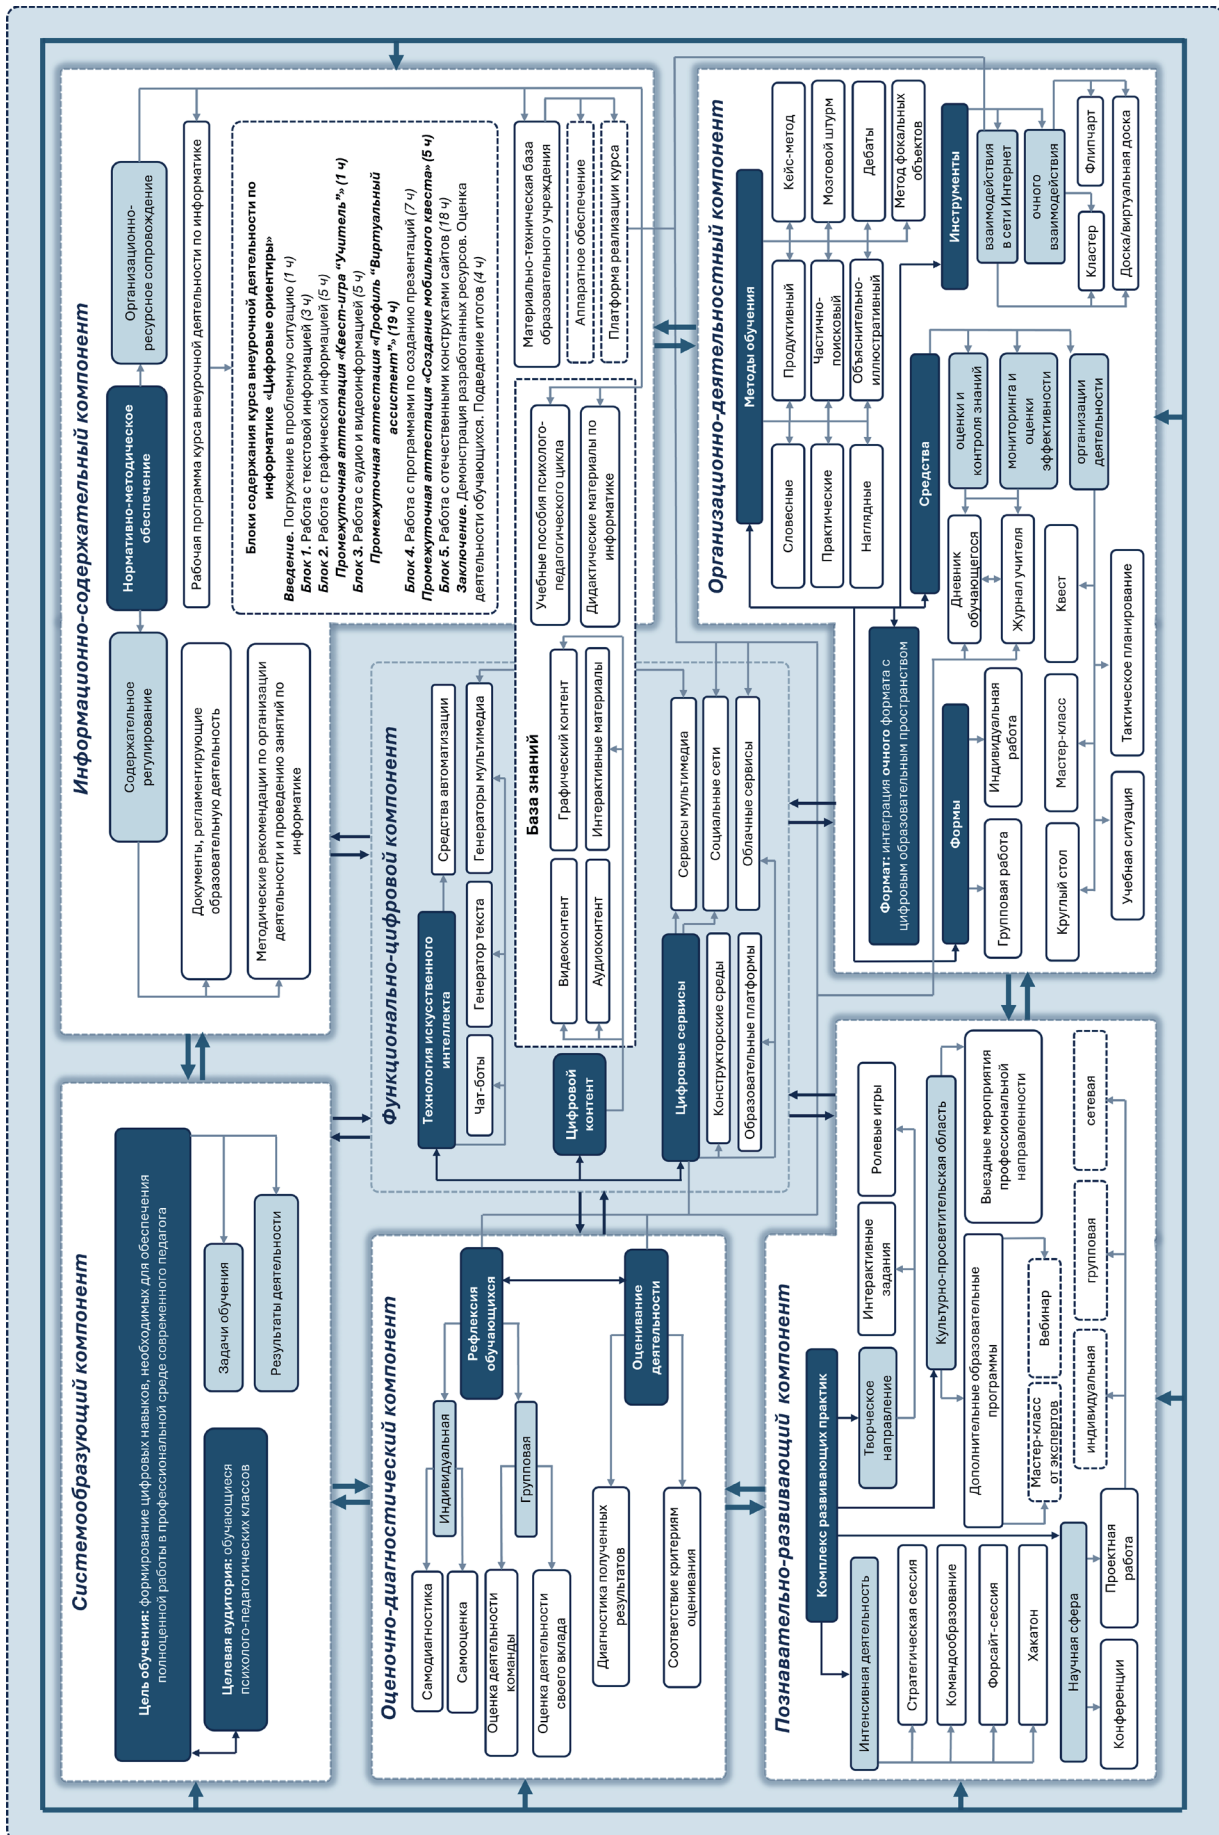 Системообразующий компонент
Цель обучения: формирование цифровых навыков, необходимых для обеспечения
полноценной работы в профессиональной среде современного педагога
Целевая аудитория: обучающиеся
психолого-педагогических классов
Задачи обучения
Результаты деятельности
Информационно-содержательный компонент
Содержательное
регулирование
Нормативно-методическое
обеспечение
Организационно-
ресурсное сопровождение
Документы, регламентирующие
образовательную деятельность
Методические рекомендации по организации
деятельности и проведению занятий по
информатике
Рабочая программа курса внеурочной деятельности по информатике
Блоки содержания курса внеурочной деятельности по
информатике «Цифровые ориентиры»
Введение. Погружение в проблемную ситуацию (1 ч)
Блок 1. Работа с текстовой информацией (3 ч)
Блок 2. Работа с графической информацией (5 ч)
Промежуточная аттестация «Квест-игра “Учитель”» (1 ч)
Блок 3. Работа с аудио и видеоинформацией (5 ч)
Промежуточная аттестация «Профиль “Виртуальный
ассистент”» (19 ч)
Блок 4. Работа с программами по созданию презентаций (7 ч)
Промежуточная аттестация «Создание мобильного квеста» (5 ч)
Блок 5. Работа с отечественными конструктами сайтов (18 ч)
Заключение. Демонстрация разработанных ресурсов. Оценка
деятельности обучающихся. Подведение итогов (4 ч)
Материально-техническая база
образовательного учреждения
Аппаратное обеспечение
Платформа реализации курса
Учебные пособия психолого-
педагогического цикла
Дидактические материалы по
информатике
Оценочно-диагностический компонент
Рефлексия
обучающихся
Индивидуальная
Групповая
Самодиагностика
Самооценка
Оценка деятельности
команды
Оценка деятельности
своего вклада
Оценивание
деятельности
Диагностика полученных
результатов
Соответствие критериям
оценивания
Функционально-цифровой компонент
Технология искусственного
интеллекта
Средства автоматизации
Чат-боты
Генератор текста
Генераторы мультимедиа
База знаний
Цифровой
контент
Видеоконтент
Графический контент
Аудиоконтент
Интерактивные материалы
Цифровые сервисы
Сервисы мультимедиа
Конструкторские среды
Социальные сети
Образовательные платформы
Облачные сервисы
Познавательно-развивающий компонент
Комплекс развивающих практик
Интенсивная деятельность
Стратегическая сессия
Командообразование
Форсайт-сессия
Хакатон
Творческое
направление
Интерактивные
задания
Ролевые игры
Культурно-просветительская область
Дополнительные образовательные
программы
Выездные мероприятия
профессиональной
направленности
Мастер-класс
от экспертов
Вебинар
Научная сфера
Конференции
Проектная
работа
индивидуальная
групповая
сетевая
Организационно-деятельностный компонент
Методы обучения
Словесные
Продуктивный
Кейс-метод
Практические
Частично-
поисковый
Мозговой штурм
Наглядные
Объяснительно-
иллюстративный
Дебаты
Метод фокальных
объектов
Формат: интеграция очного формата с
цифровым образовательным пространством
Формы
Групповая работа
Индивидуальная
работа
Средства
оценки и
контроля знаний
мониторинга и
оценки
эффективности
организации
деятельности
Дневник
обучающегося
Журнал учителя
Круглый стол
Мастер-класс
Квест
Учебная ситуация
Тактическое планирование
Инструменты
взаимодействия
в сети Интернет
очного
взаимодействия
Кластер
Флипчарт
Доска/виртуальная доска